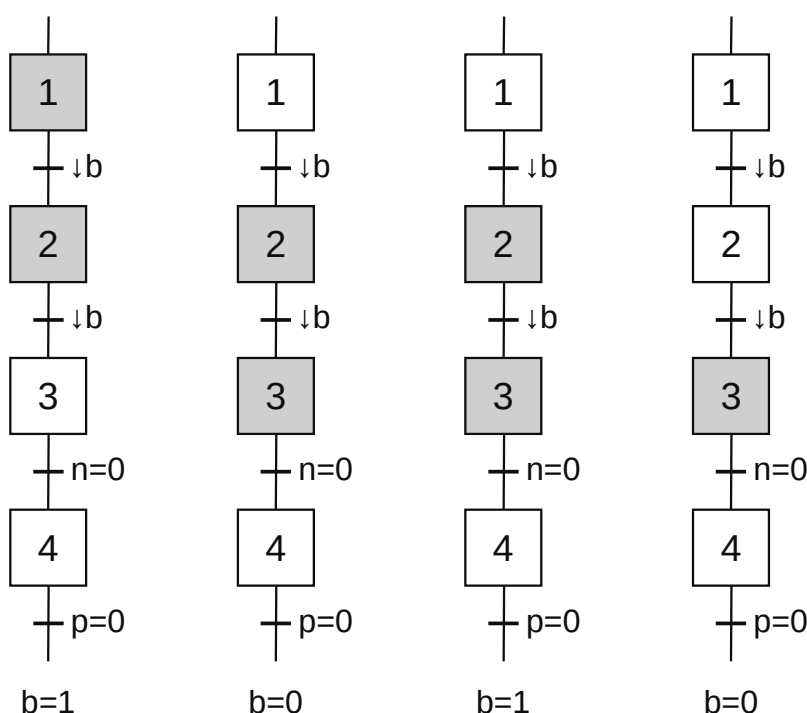 1 1 1 1
↓b ↓b ↓b ↓b
2 2 2 2
↓b ↓b ↓b ↓b
3 3 3 3
n=0 n=0 n=0 n=0
4 4 4 4
p=0 p=0 p=0 p=0
b=1 b=0 b=1 b=0